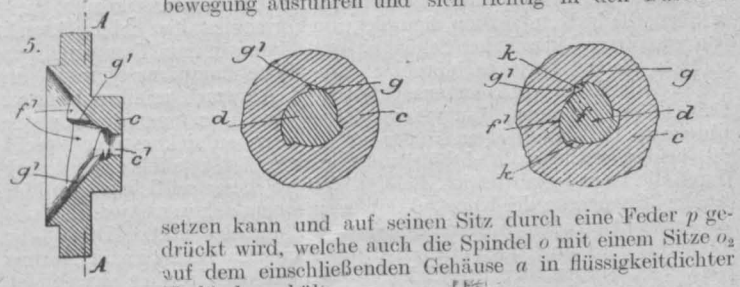 bewegung ausführen und sich richtig in den
A
5.
g¹
f¹
c
c¹
g¹
A
g¹
g
d
c
k
g¹
g
f
d
f¹
c
k
setzen kann und auf seinen Sitz durch eine Feder p ge-
drückt wird, welche auch die Spindel o mit einem Sitze o₂
auf dem einschließenden Gehäuse a in flüssigkeitdichter